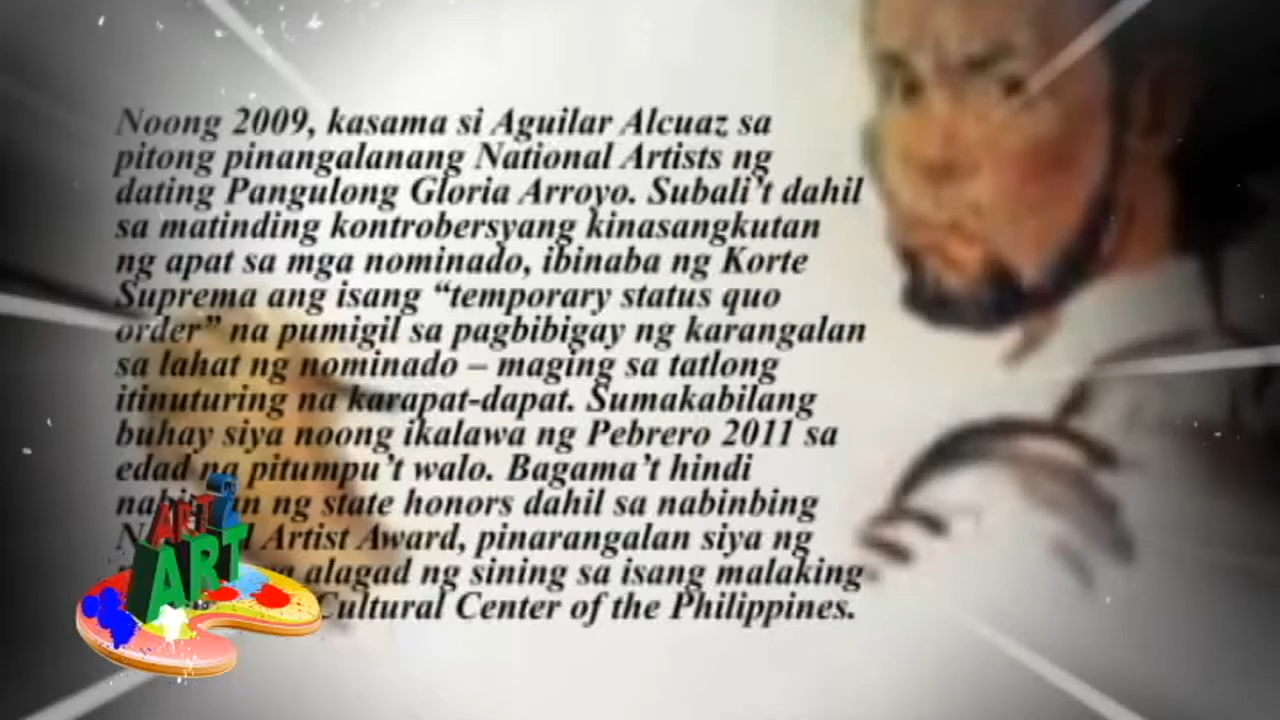 Noong 2009, kasama si Aguilar Alcuaz sa
pitong pinangalanang National Artists ng
dating Pangulong Gloria Arroyo. Subali't dahil
sa matinding kontrobersyang kinasangkutan
ng apat sa mga nominado, ibinaba ng Korte
Suprema ang isang “temporary status quo
order” na pumigil sa pagbibigay ng karangalan
sa lahat ng nominado – maging sa tatlong
itinuturing na karapat-dapat. Sumakabilang
buhay siya noong ikalawa ng Pebrero 2011 sa
edad na pitumpu't walo. Bagama't hindi
ng state honors dahil sa nabinbing
Artist Award, pinarangalan siya ng
alagad ng sining sa isang malaking
Cultural Center of the Philippines.
ART
2
ART